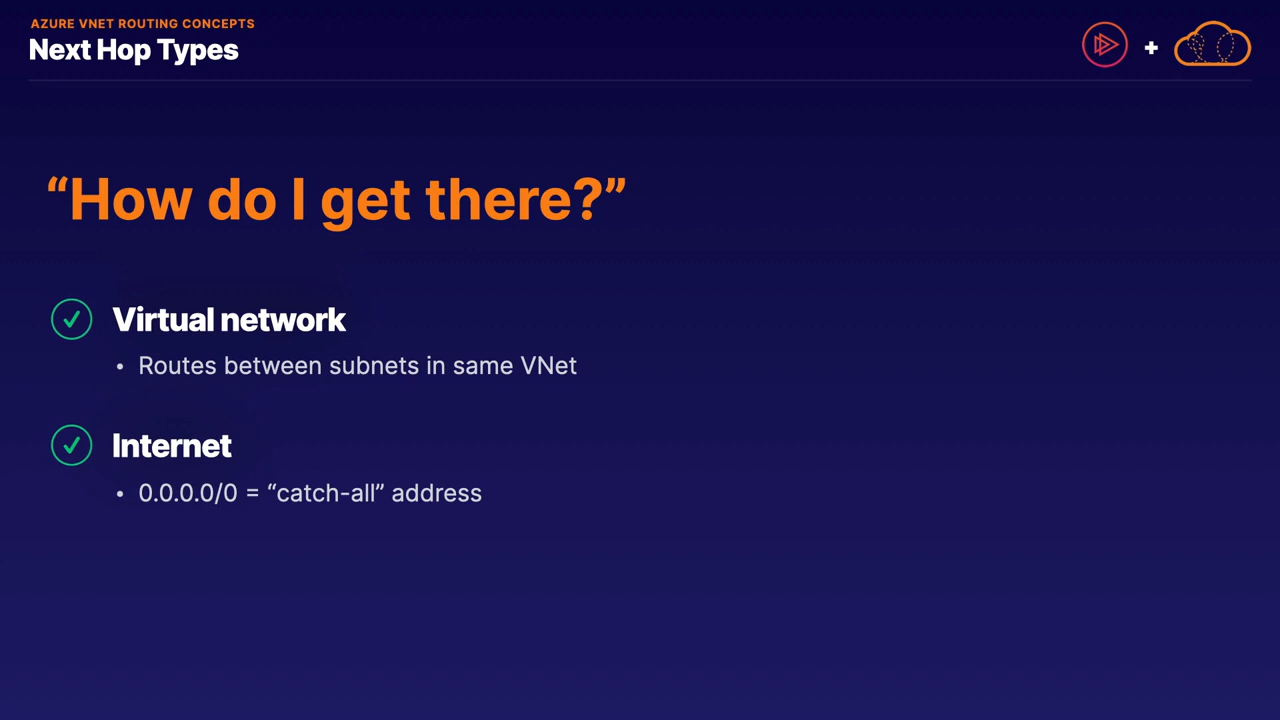 AZURE VNET ROUTING CONCEPTS
Next Hop Types
+
“How do I get there?”
Virtual network
• Routes between subnets in same VNet
Internet
• 0.0.0.0/0 = “catch-all” address